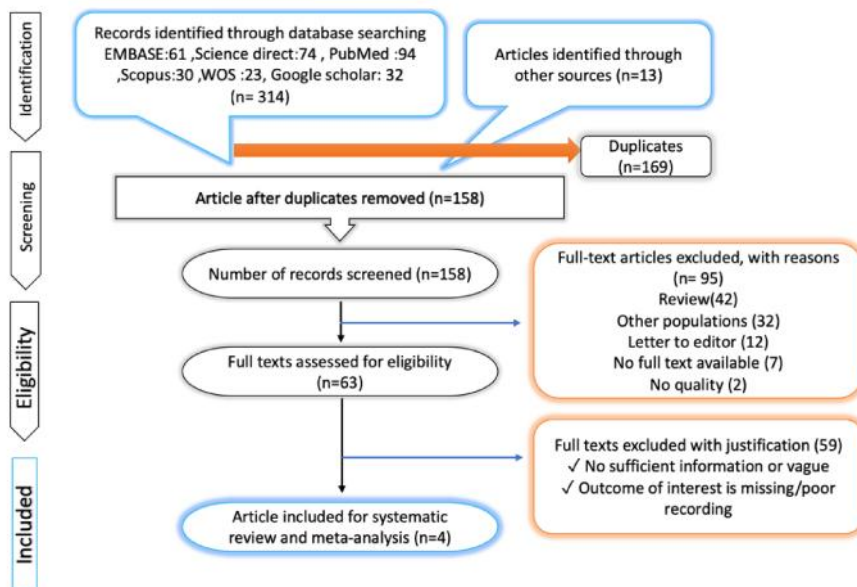 Identification
Records identified through database searching
EMBASE:61 ,Science direct:74 , PubMed :94
,Scopus:30 ,WOS :23, Google scholar: 32
(n= 314)
Articles identified through
other sources (n=13)
Duplicates
(n=169)
Screening
Article after duplicates removed (n=158)
Number of records screened (n=158)
Full-text articles excluded, with reasons
(n= 95)
Review(42)
Other populations (32)
Letter to editor (12)
No full text available (7)
No quality (2)
Eligibility
Full texts assessed for eligibility
(n=63)
Full texts excluded with justification (59)
✓ No sufficient information or vague
✓ Outcome of interest is missing/poor
recording
Included
Article included for systematic
review and meta-analysis (n=4)